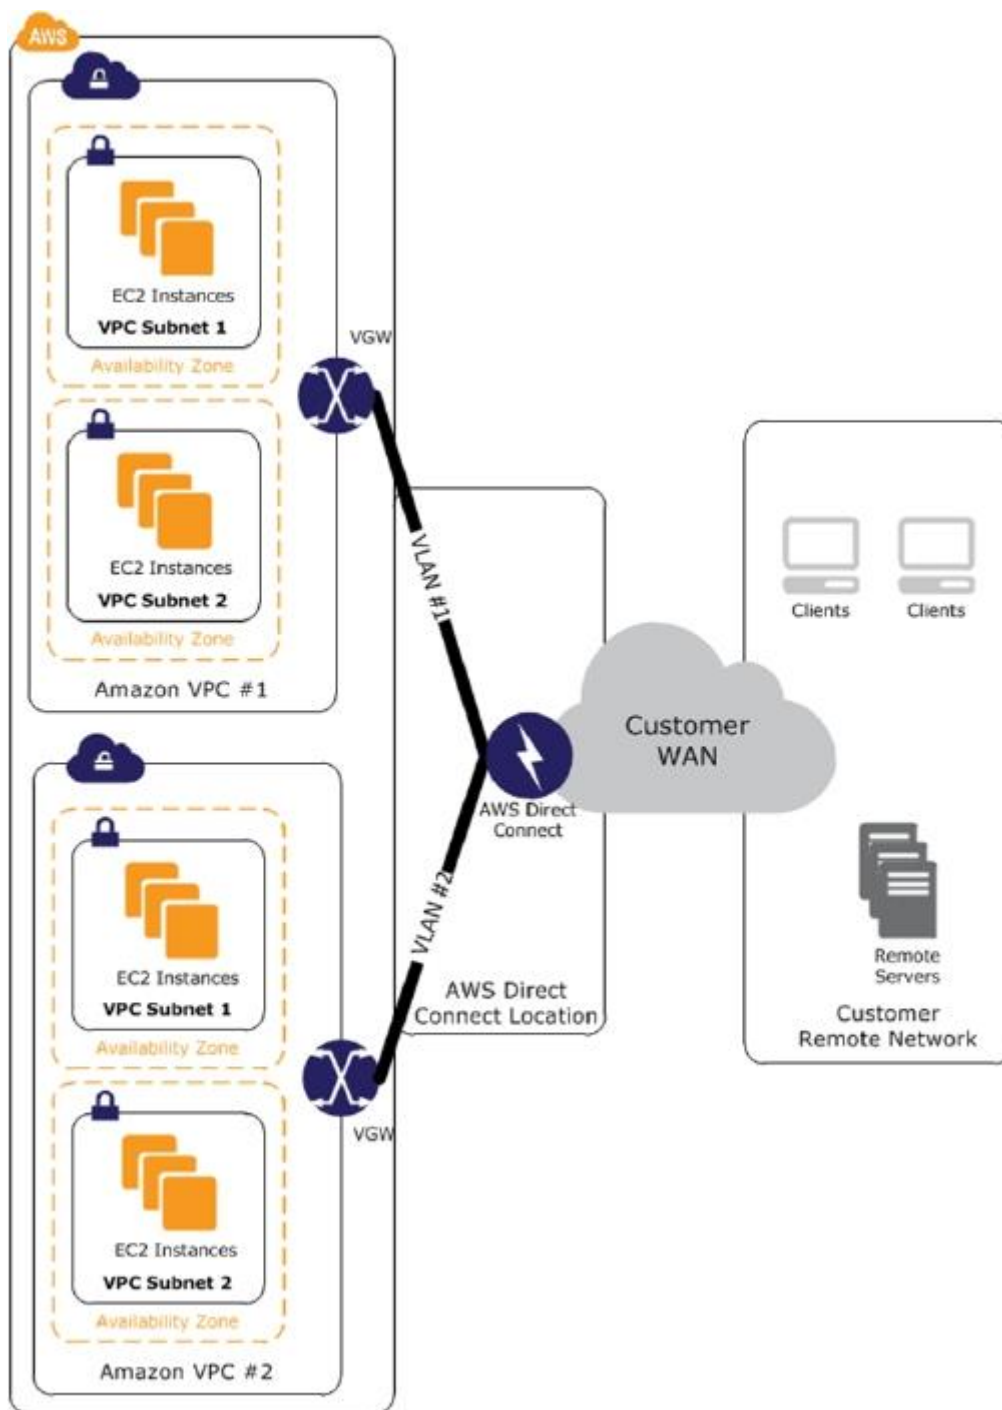 AWS
EC2 Instances
VPC Subnet 1
Availability Zone
EC2 Instances
VPC Subnet 2
Availability Zone
Amazon VPC #1
VGW
VLAN #1
EC2 Instances
VPC Subnet 1
Availability Zone
EC2 Instances
VPC Subnet 2
Availability Zone
Amazon VPC #2
VGW
VLAN #2
AWS Direct
Connect
AWS Direct
Connect Location
Customer
WAN
Clients
Clients
Remote
Servers
Customer
Remote Network